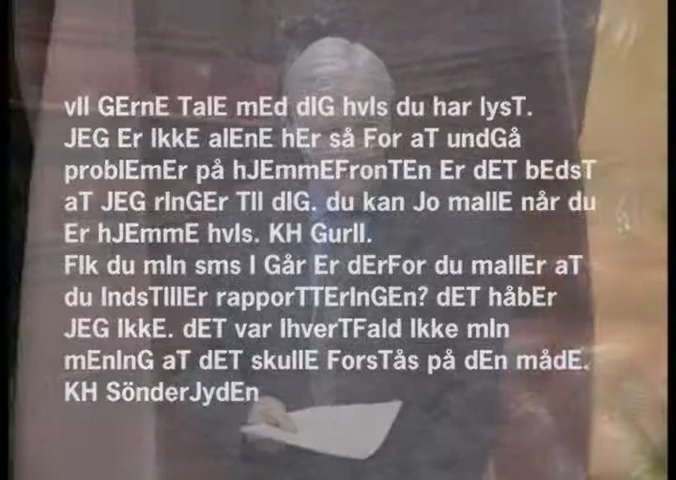 vIl GErnE TalE mEd dIG hvIs du har lysT.
JEG Er IkkE alEnE hEr så For aT undGå
problEmEr på hJEmmEFronTEn Er dET bEdsT
aT JEG rInGEr TIl dIG. du kan Jo maIlE når du
Er hJEmmE hvIs. KH GurlI.
FIk du mIn sms I Går Er dErFor du maIlEr aT
du IndsTIllEr rapporTTErInGEn? dET håbEr
JEG IkkE. dET var IhverTFald Ikke mIn
mEnInG aT dET skullE ForsTås på dEn mådE.
KH SönderJydEn